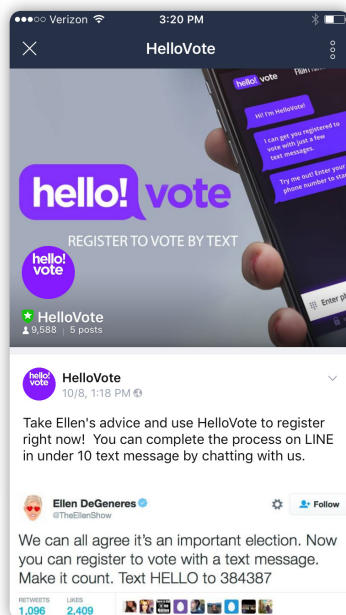 Verizon 3:20 PM
HelloVote
hello! vote
Hi! I'm HelloVote!
I can get you registered to
vote with just a few
text messages.
Try me out! Enter your
phone number to
Enter
hello! vote
REGISTER TO VOTE BY TEXT
hello!
vote
HelloVote
9,588 | 5 posts
hello!
vote
HelloVote
10/8, 1:18 PM
Take Ellen's advice and use HelloVote to register
right now! You can complete the process on LINE
in under 10 text message by chatting with us.
Ellen DeGeneres
@TheEllenShow
Follow
We can all agree it's an important election. Now
you can register to vote with a text message.
Make it count. Text HELLO to 384387
RETWEETS LIKES
1,096 2,409